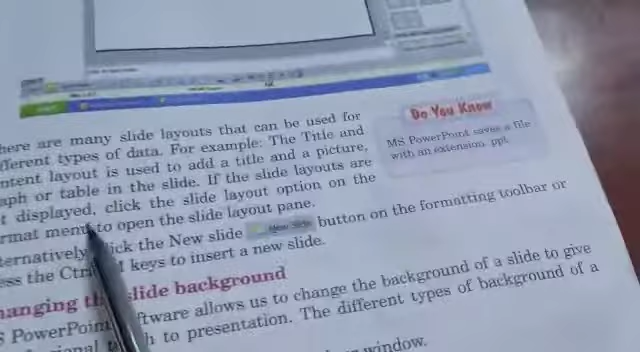 here are many slide layouts that can be used for
fferent types of data. For example: The Title and
ntent layout is used to add a title and a picture,
aph or table in the slide. If the slide layouts are
t displayed, click the slide layout option on the
rmat menu to open the slide layout pane.
ternatively click the New slide New Slide button on the formatting toolbar or
ess the Ctrl keys to insert a new slide.
Do You Know
MS PowerPoint saves a file
with an extension .ppt.
hanging th slide background
S PowerPoint ftware allows us to change the background of a slide to give
h to presentation. The different types of background of a
window.